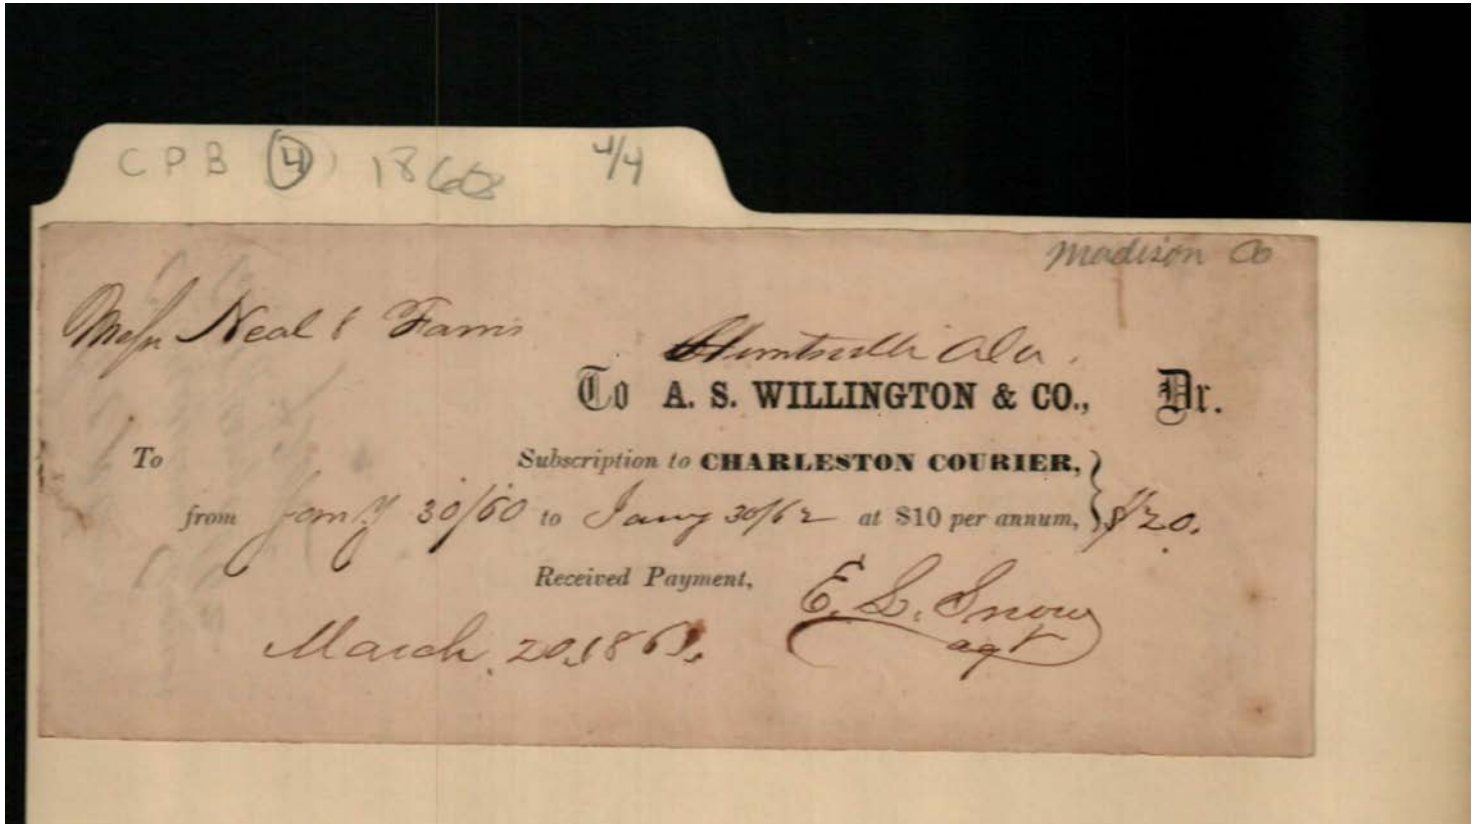 CPB (4) 1868 4/4
Madison Co
Messr Neal & Farris
Huntsville Ala.
To A. S. WILLINGTON & CO., Dr.
To Subscription to CHARLESTON COURIER,
from Jany 30/60 to Jany 30/62 at $10 per annum, } $20.
Received Payment, E. S. Snow
agt
March 20, 1861.